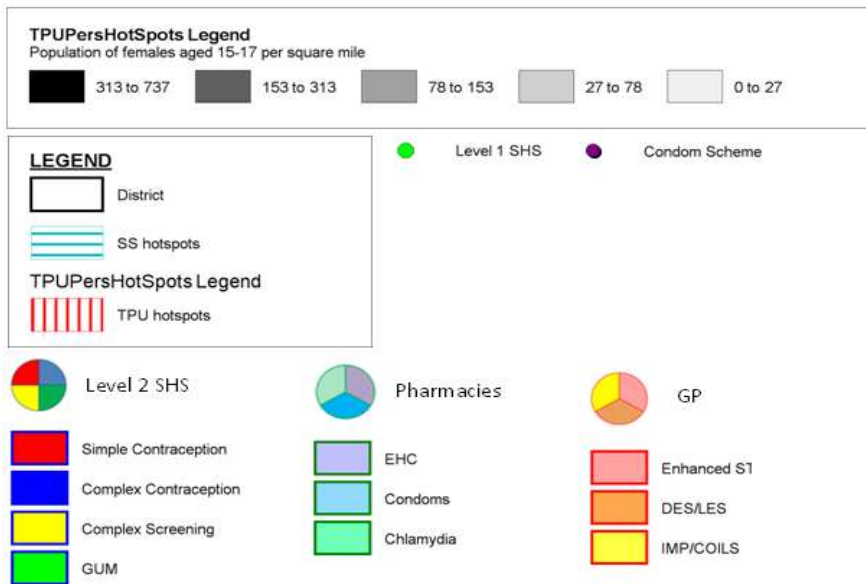 TPUPersHotSpots Legend
Population of females aged 15-17 per square mile
313 to 737 153 to 313 78 to 153 27 to 78 0 to 27
LEGEND
District
SS hotspots
TPUPersHotSpots Legend
TPU hotspots
Level 1 SHS Condom Scheme
Level 2 SHS
Simple Contraception
Complex Contraception
Complex Screening
GUM
Pharmacies
EHC
Condoms
Chlamydia
GP
Enhanced ST
DES/LES
IMP/COILS